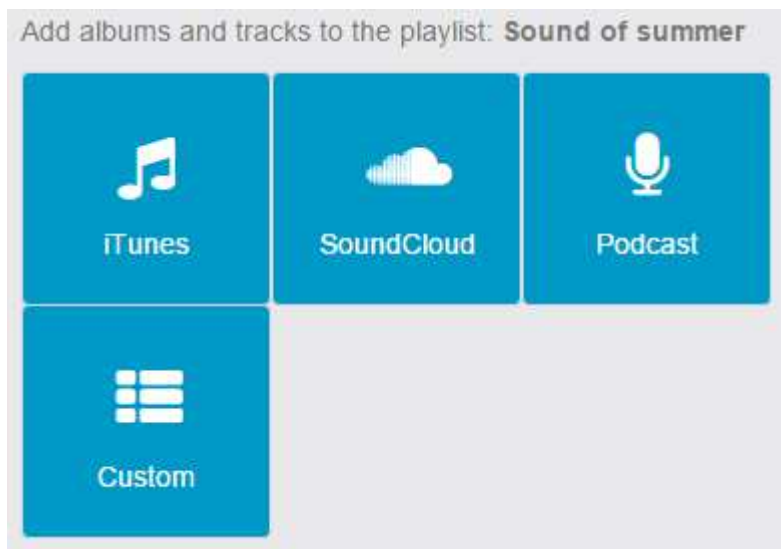 Add albums and tracks to the playlist: Sound of summer
iTunes
SoundCloud
Podcast
Custom